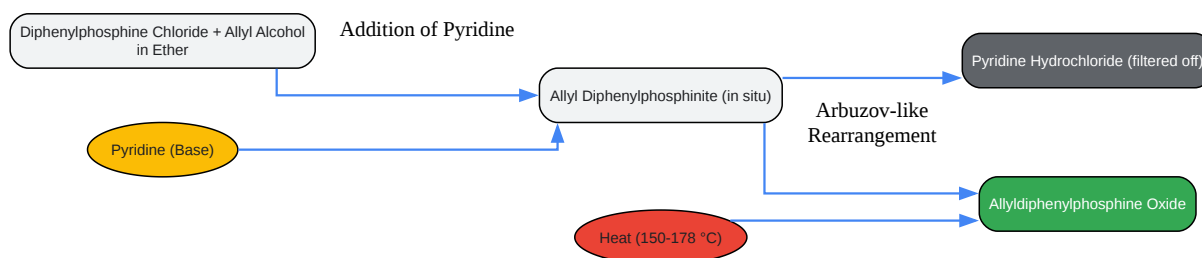 Diphenylphosphine Chloride + Allyl Alcohol
in Ether
Addition of Pyridine
Pyridine Hydrochloride (filtered off)
Allyl Diphenylphosphinite (in situ)
Arbuzov-like
Rearrangement
Pyridine (Base)
Allyldiphenylphosphine Oxide
Heat (150-178 °C)